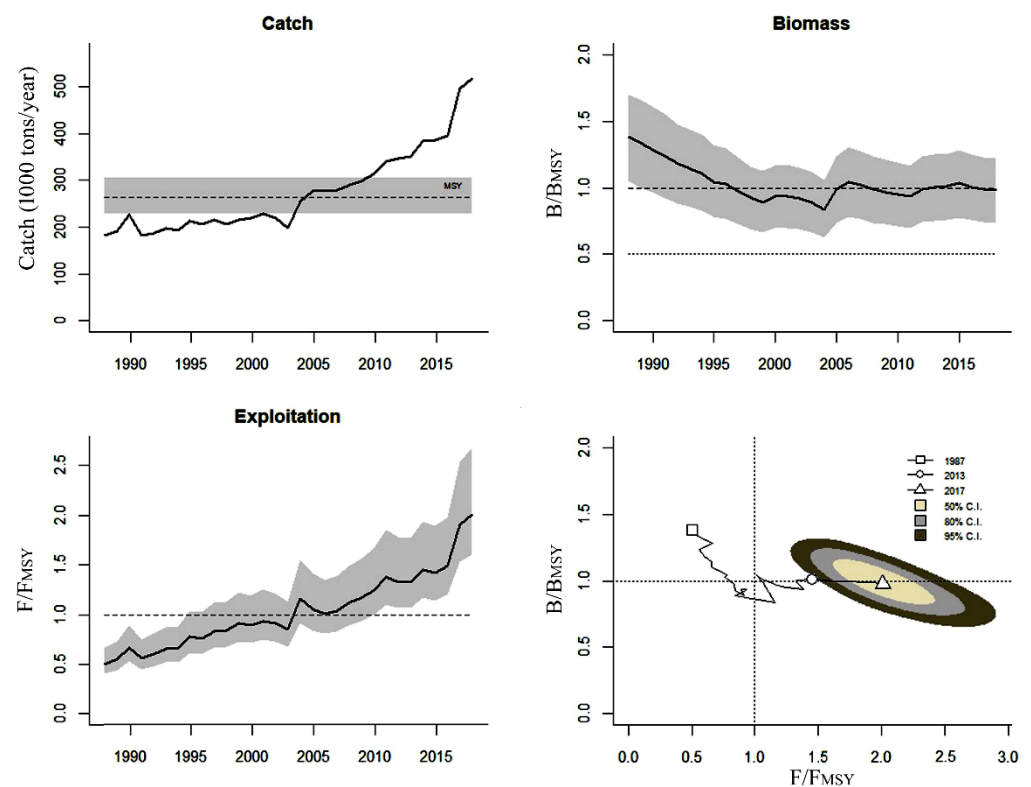 Catch
Catch (1000 tons/year)
500
400
300
200
100
0
MSY
1990 1995 2000 2005 2010 2015
Biomass
B/BMSY
2.0
1.5
1.0
0.5
0.0
1990 1995 2000 2005 2010 2015
Exploitation
F/FMSY
2.5
2.0
1.5
1.0
0.5
0.0
1990 1995 2000 2005 2010 2015
B/BMSY
2.0
1.5
1.0
0.5
0.0
1987
2013
2017
50% C.I.
80% C.I.
95% C.I.
0.0 0.5 1.0 1.5 2.0 2.5 3.0
F/FMSY